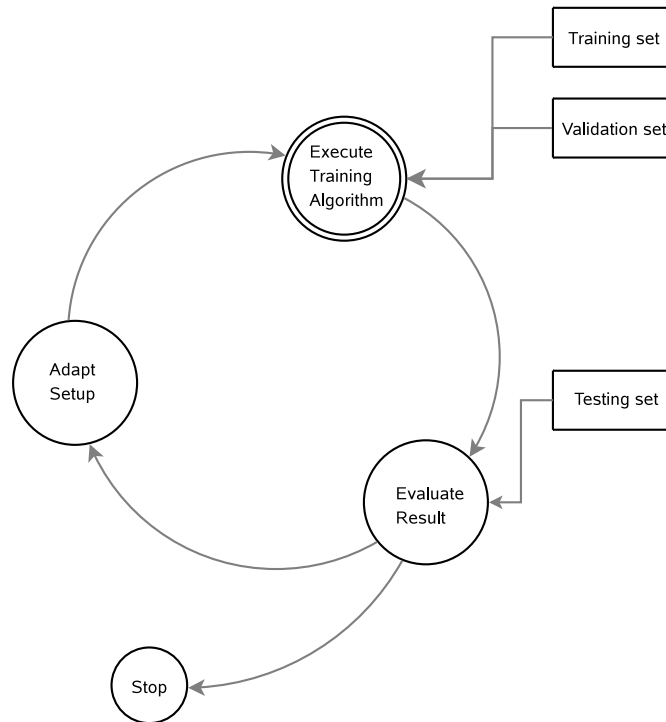 Training set
Validation set
Execute
Training
Algorithm
Adapt
Setup
Testing set
Evaluate
Result
Stop